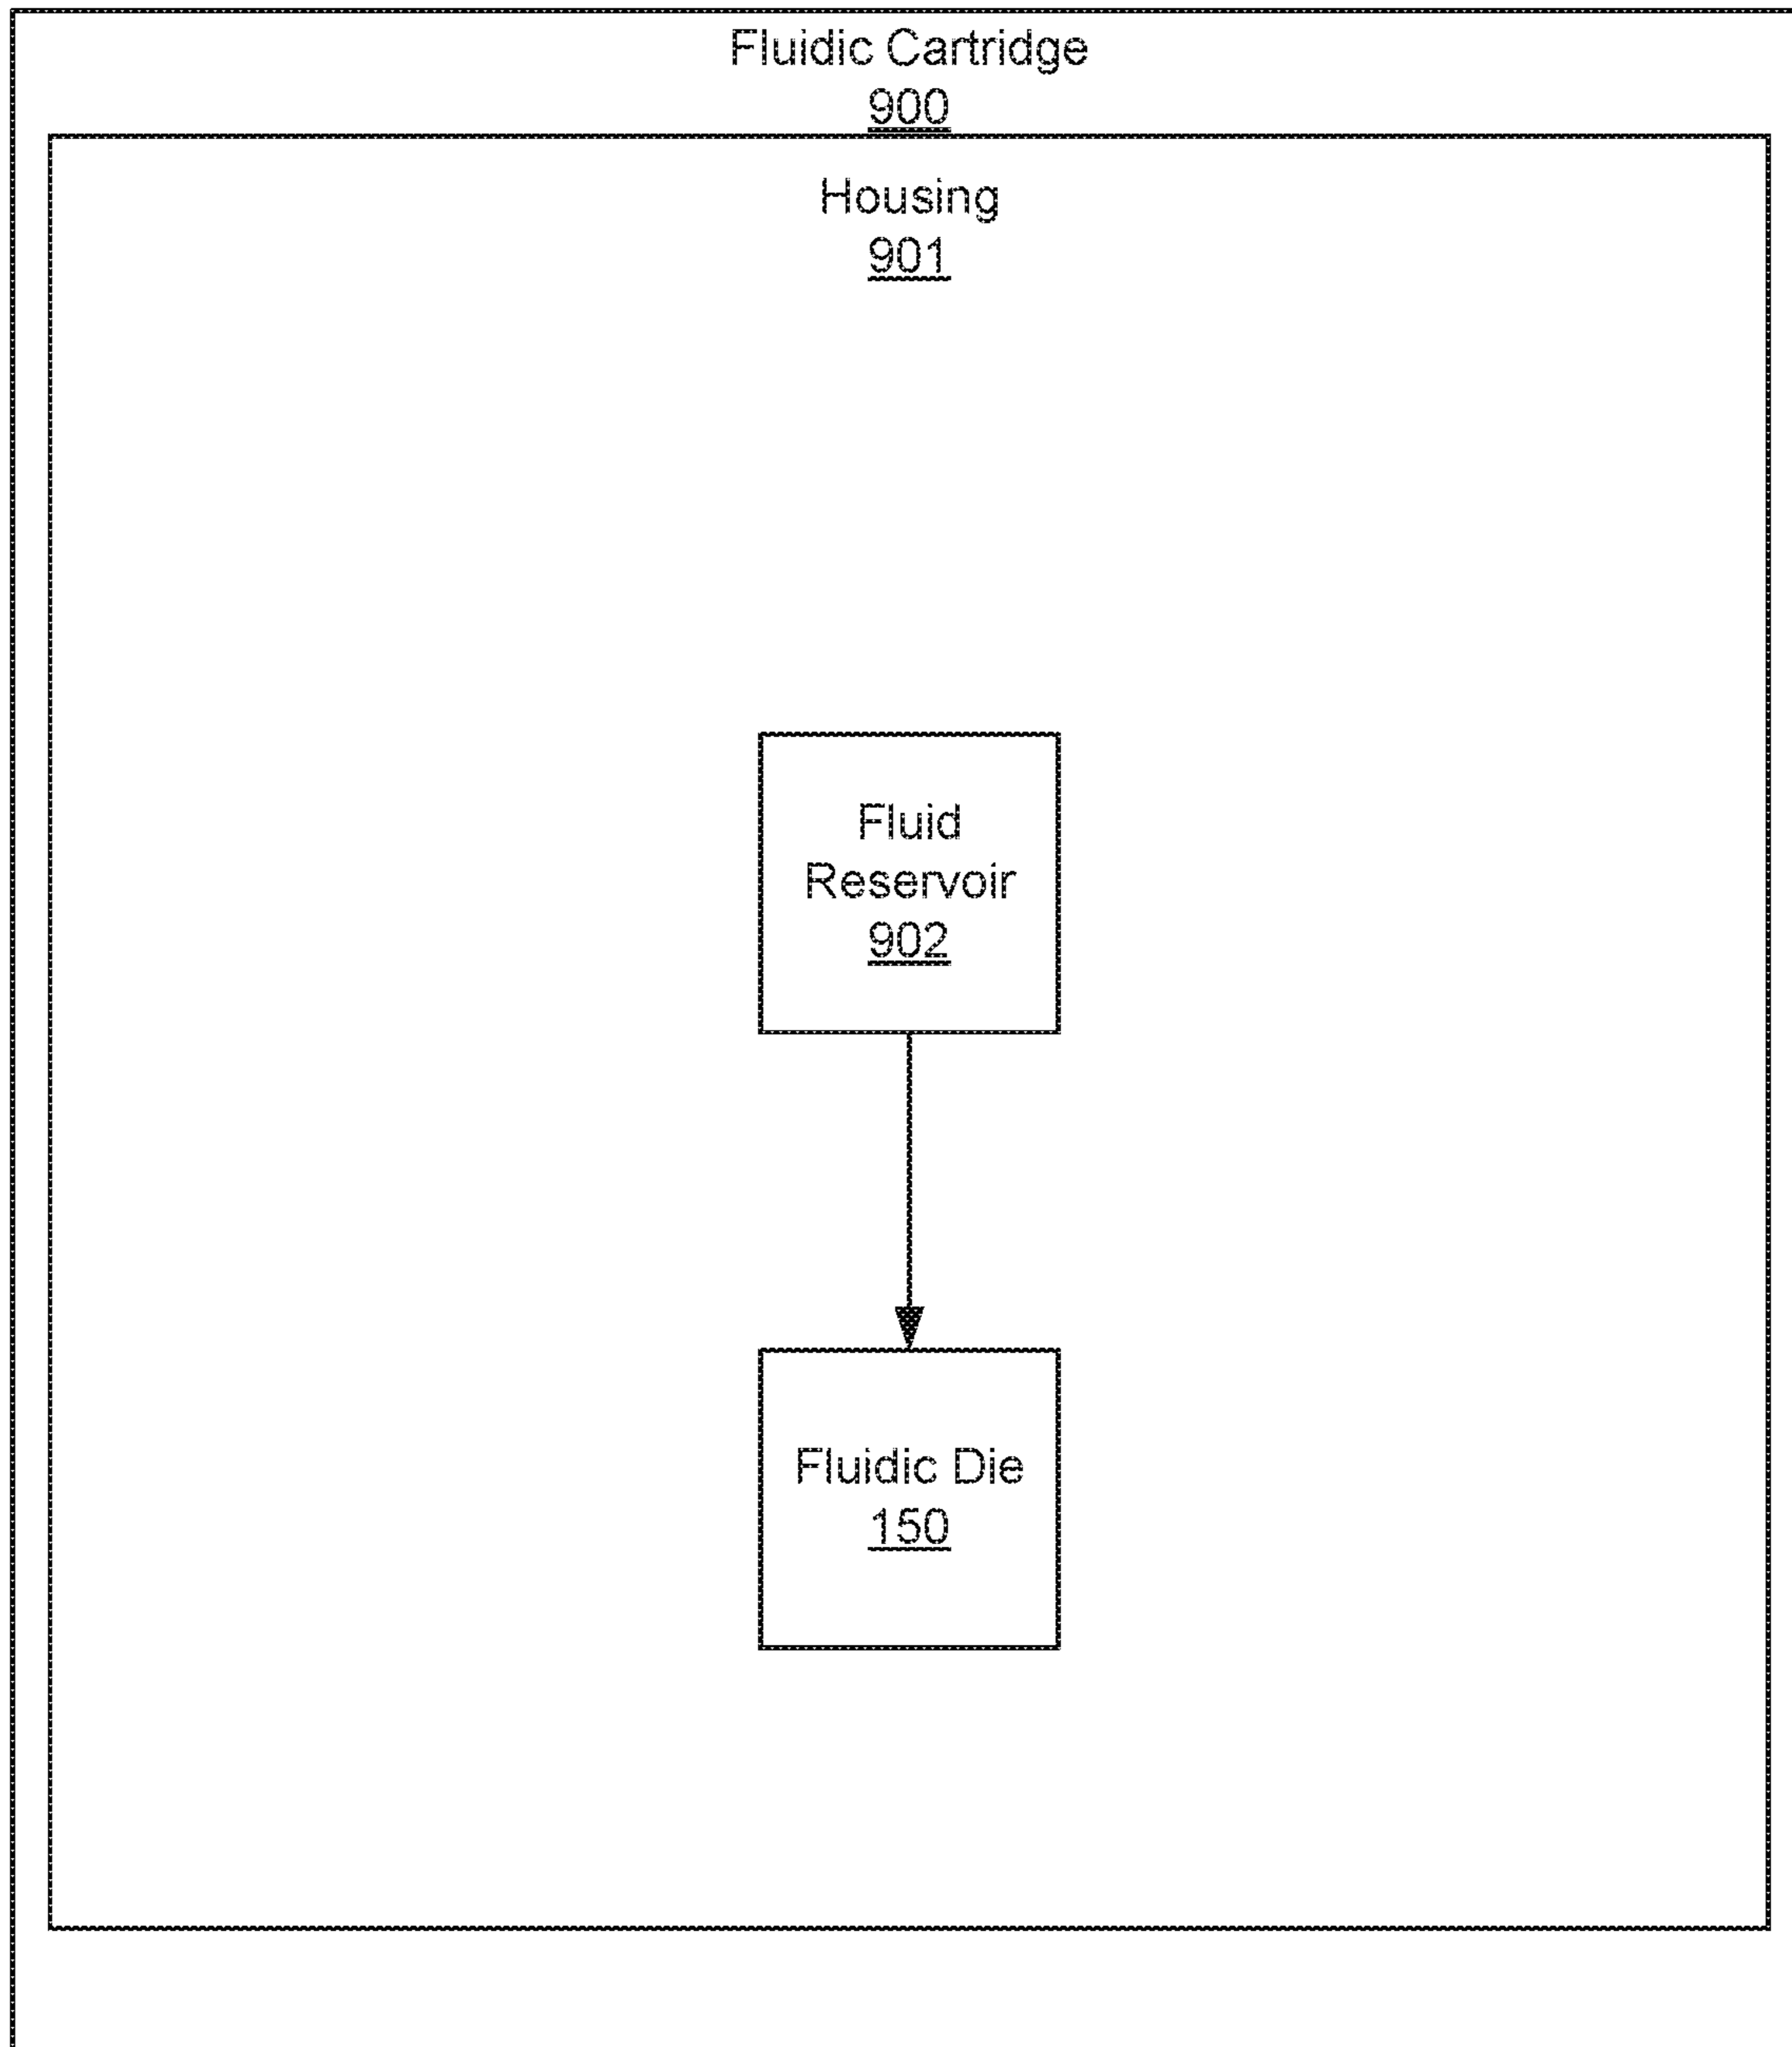 Fluidic Cartridge
900
Housing
901
Fluid
Reservoir
902
Fluidic Die
150